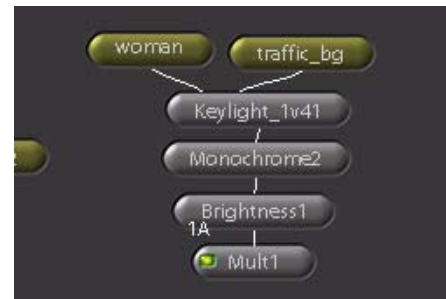 woman
traffic_bg
Keylight_1v41
Monochrome2
Brightness1
1A
Mult1